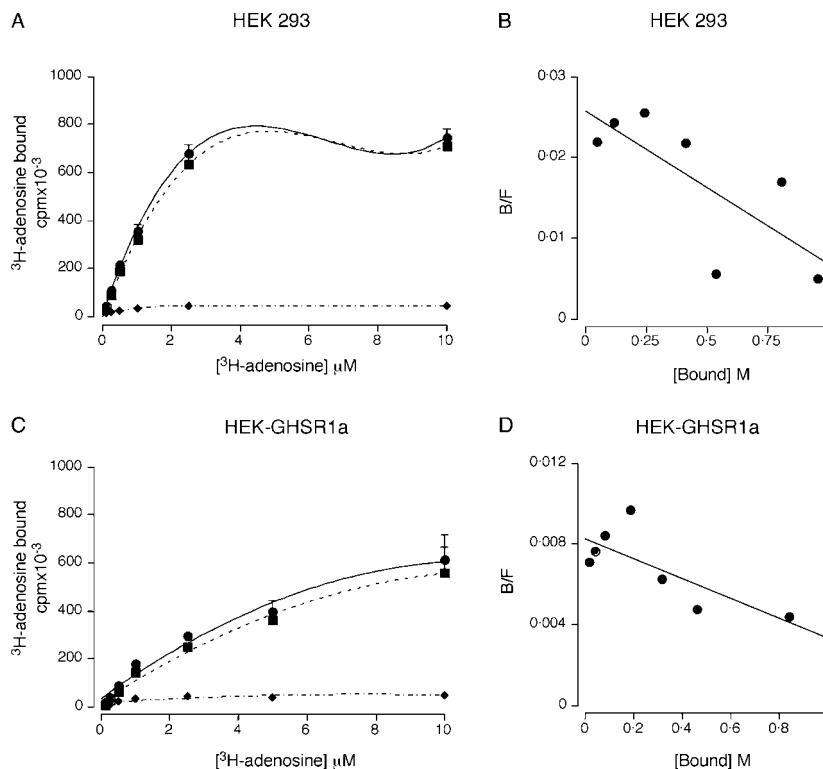 A
HEK 293
1000
800
600
400
200
0
³H-adenosine bound
cpmx10⁻³
0
2
4
6
8
10
[³H-adenosine] μM
B
HEK 293
0·03
0·02
0·01
0
B/F
0
0·25
0·5
0·75
[Bound] M
C
HEK-GHSR1a
1000
800
600
400
200
0
³H-adenosine bound
cpmx10⁻³
0
2
4
6
8
10
[³H-adenosine] μM
D
HEK-GHSR1a
0·012
0·008
0·004
0
B/F
0
0·2
0·4
0·6
0·8
[Bound] M